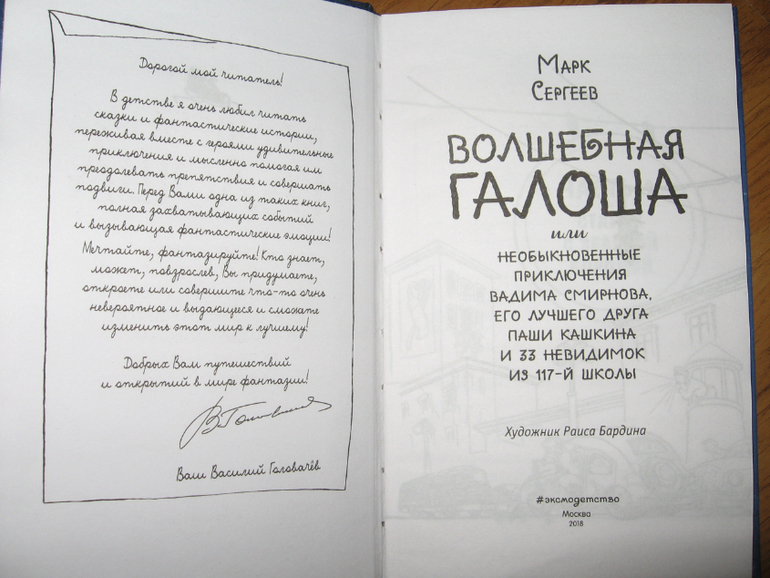 Дорогой мой читатель!
В детстве я очень любил читать
сказки и фантастические истории,
переживая вместе с героями удивительные
приключения и мысленно помогая им
преодолевать препятствия и совершать
подвиги. Перед Вами одна из таких книг,
полная захватывающих событий
и вызывающая фантастические эмоции!
Мечтайте, фантазируйте! Кто знает,
может, повзрослев, Вы придумаете,
откроете или совершите что-то очень
невероятное и выдающееся и сможете
изменить этот мир к лучшему!
Добрых Вам путешествий
и открытий в мире фантазии!
Ваш Василий Головачёв
Марк
Сергеев
ВОЛШЕБНАЯ
ГАЛОША
или
НЕОБЫКНОВЕННЫЕ
ПРИКЛЮЧЕНИЯ
ВАДИМА СМИРНОВА,
ЕГО ЛУЧШЕГО ДРУГА
ПАШИ КАШКИНА
И 33 НЕВИДИМОК
ИЗ 117-Й ШКОЛЫ
Художник Раиса Бардина
#эксмодетство
Москва
2018